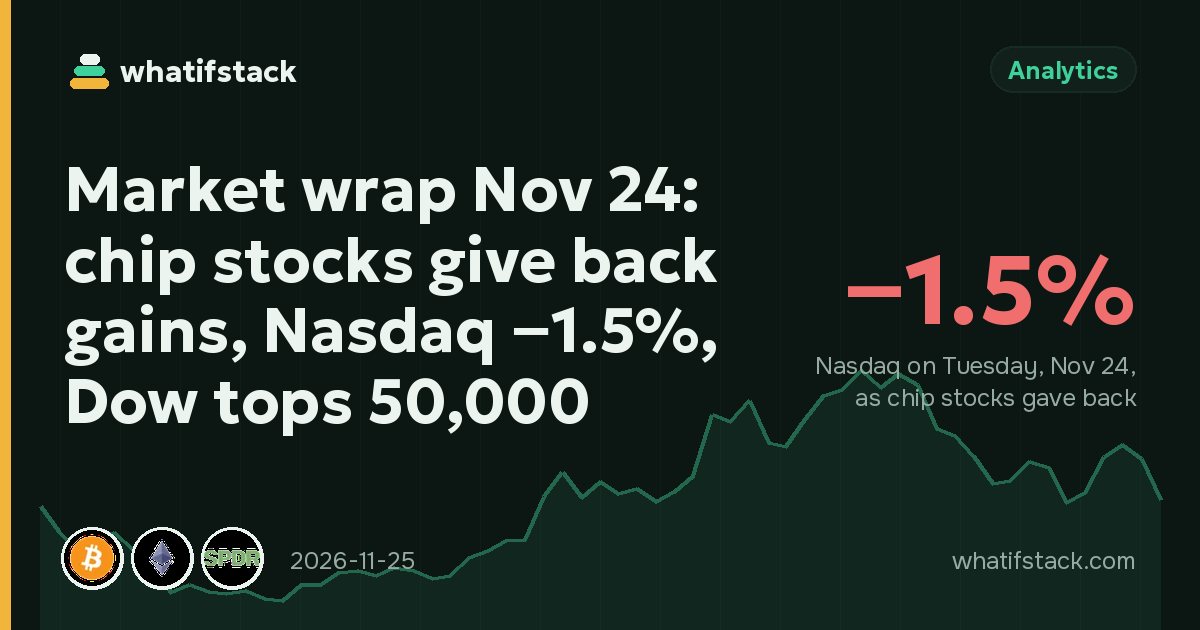 whatifstack
Analytics
Market wrap Nov 24:
chip stocks give back
gains, Nasdaq −1.5%,
Dow tops 50,000
−1.5%
Nasdaq on Tuesday, Nov 24,
as chip stocks gave back
SPDR
2026-11-25
whatifstack.com